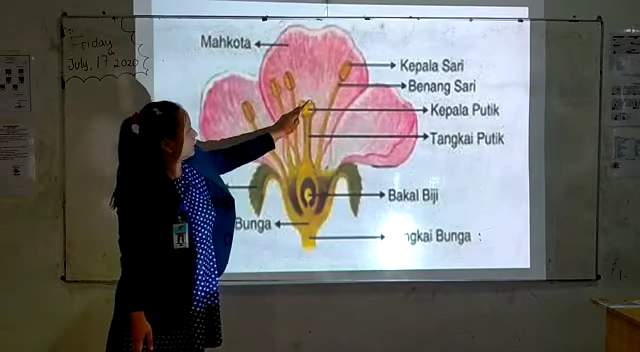 Friday
July, 17 2020
Mahkota
Kepala Sari
Benang Sari
Kepala Putik
Tangkai Putik
Bakal Biji
Bunga
ngkai Bunga